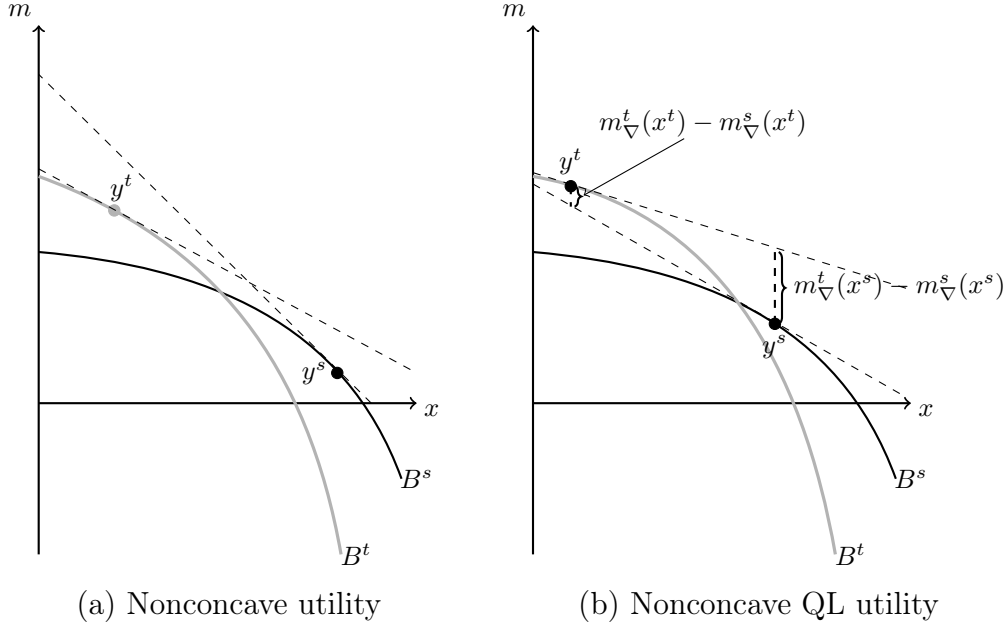 m
y^t
y^s
x
B^s
B^t
(a) Nonconcave utility
m
m^t_∇(x^t) − m^s_∇(x^t)
y^t
m^t_∇(x^s) − m^s_∇(x^s)
y^s
x
B^s
B^t
(b) Nonconcave QL utility